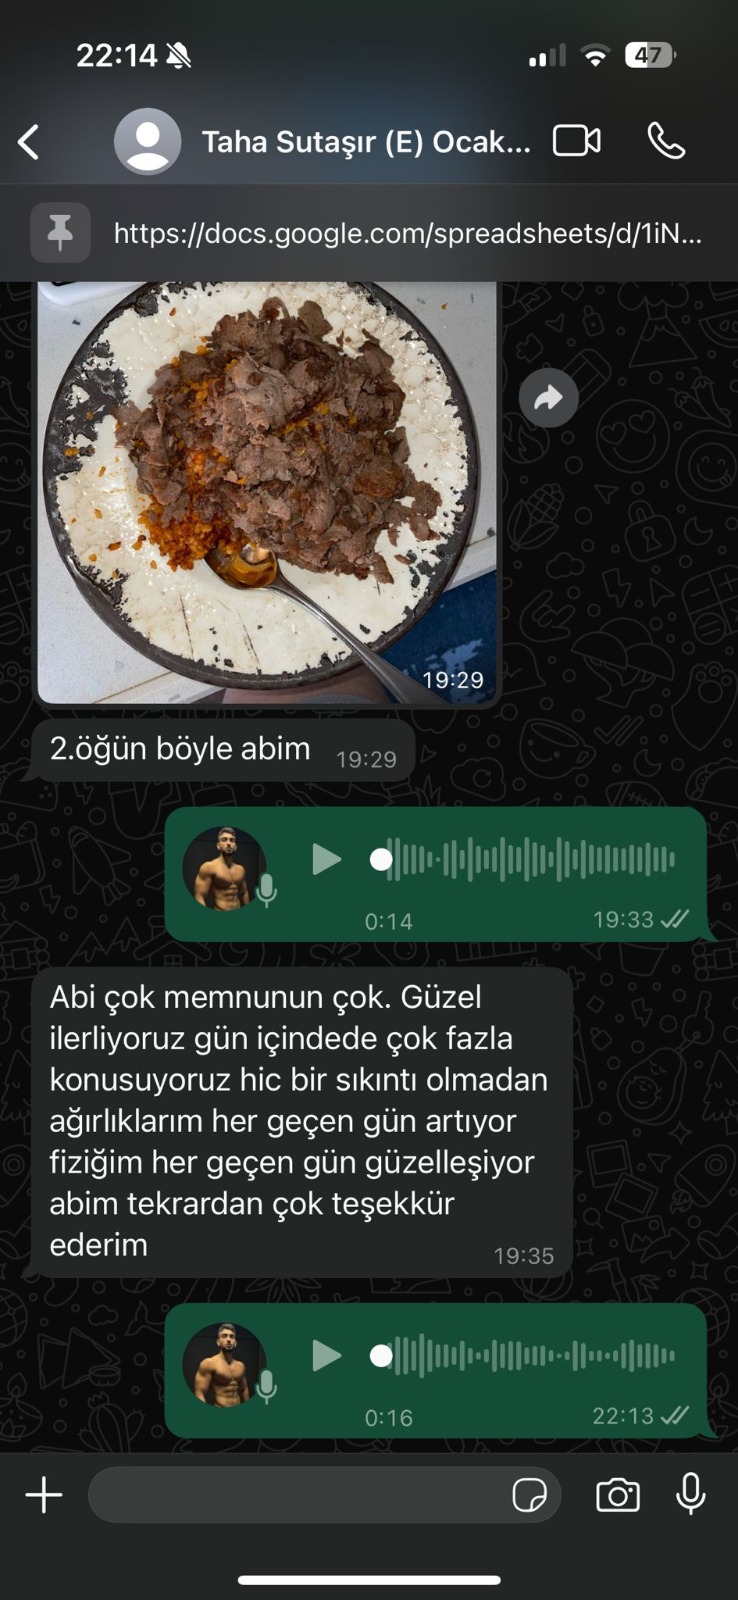 22:14
47
Taha Sutaşır (E) Ocak...
https://docs.google.com/spreadsheets/d/1iN...
19:29
2.öğün böyle abim 19:29
0:14 19:33
Abi çok memnunun çok. Güzel
ilerliyoruz gün içindede çok fazla
konusuyoruz hic bir sıkıntı olmadan
ağırlıklarım her geçen gün artıyor
fiziğim her geçen gün güzelleşiyor
abim tekrardan çok teşekkür
ederim 19:35
0:16 22:13